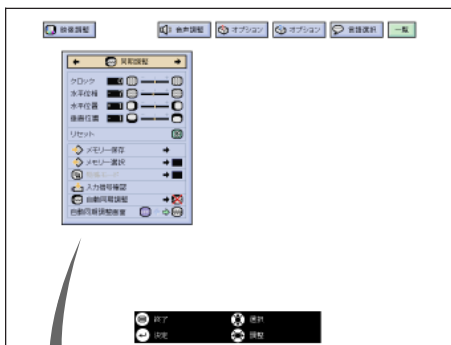 映像調整 音声調整 オプション オプション 言語選択 一覧
同期調整
クロック
水平位相
水平位置
垂直位置
リセット
メモリー保存
メモリー選択
入力信号確認
自動同期調整
自動同期調整画面
終了 選択
決定 調整